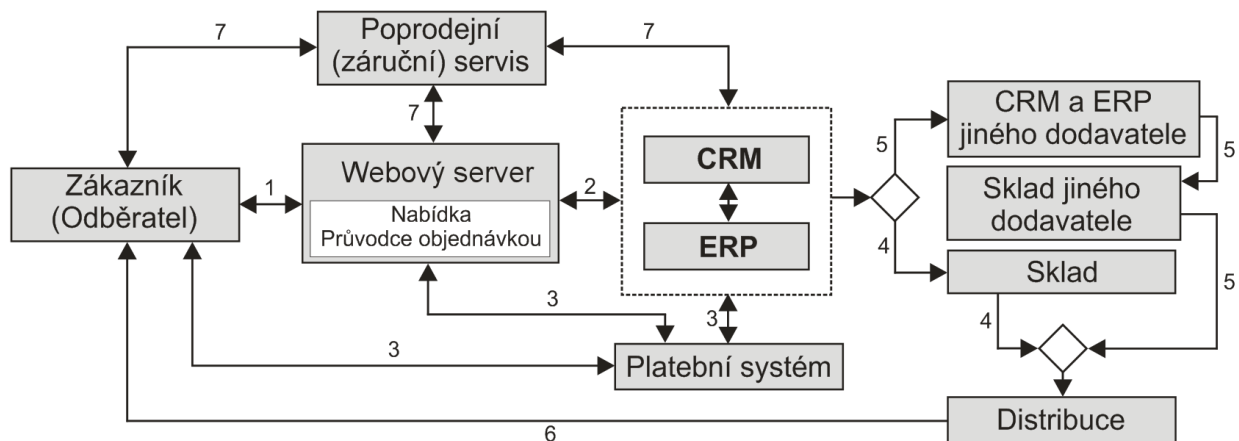 7
Poprodejní
(záruční) servis
7
7
Zákazník
(Odběratel)
1
Webový server
Nabídka
Průvodce objednávkou
2
CRM
ERP
5
4
CRM a ERP
jiného dodavatele
5
Sklad jiného
dodavatele
Sklad
5
4
3
3
3
Platební systém
Distribuce
6